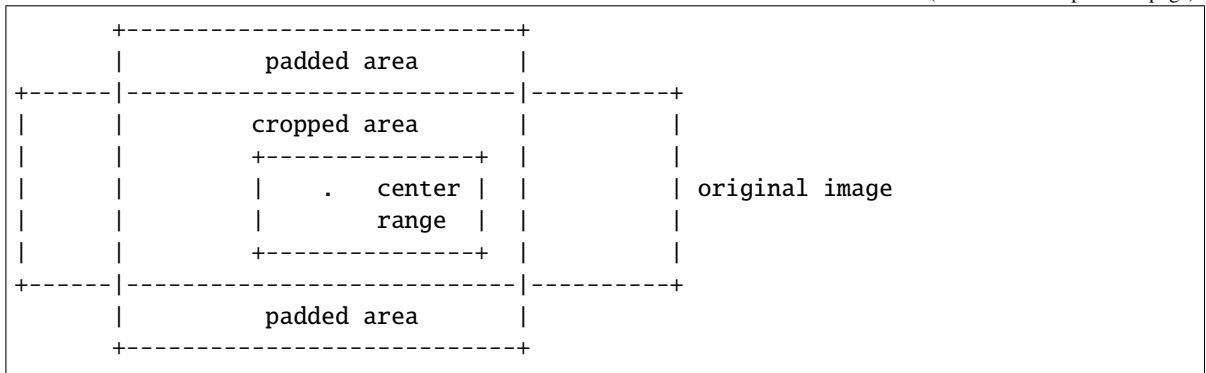 +----------------------------+
| padded area |
+------|----------------------------|----------+
| | cropped area | |
| | +---------------+ | |
| | | . center | | | original image
| | | range | | |
| | +---------------+ | |
+------|----------------------------|----------+
| padded area |
+----------------------------+